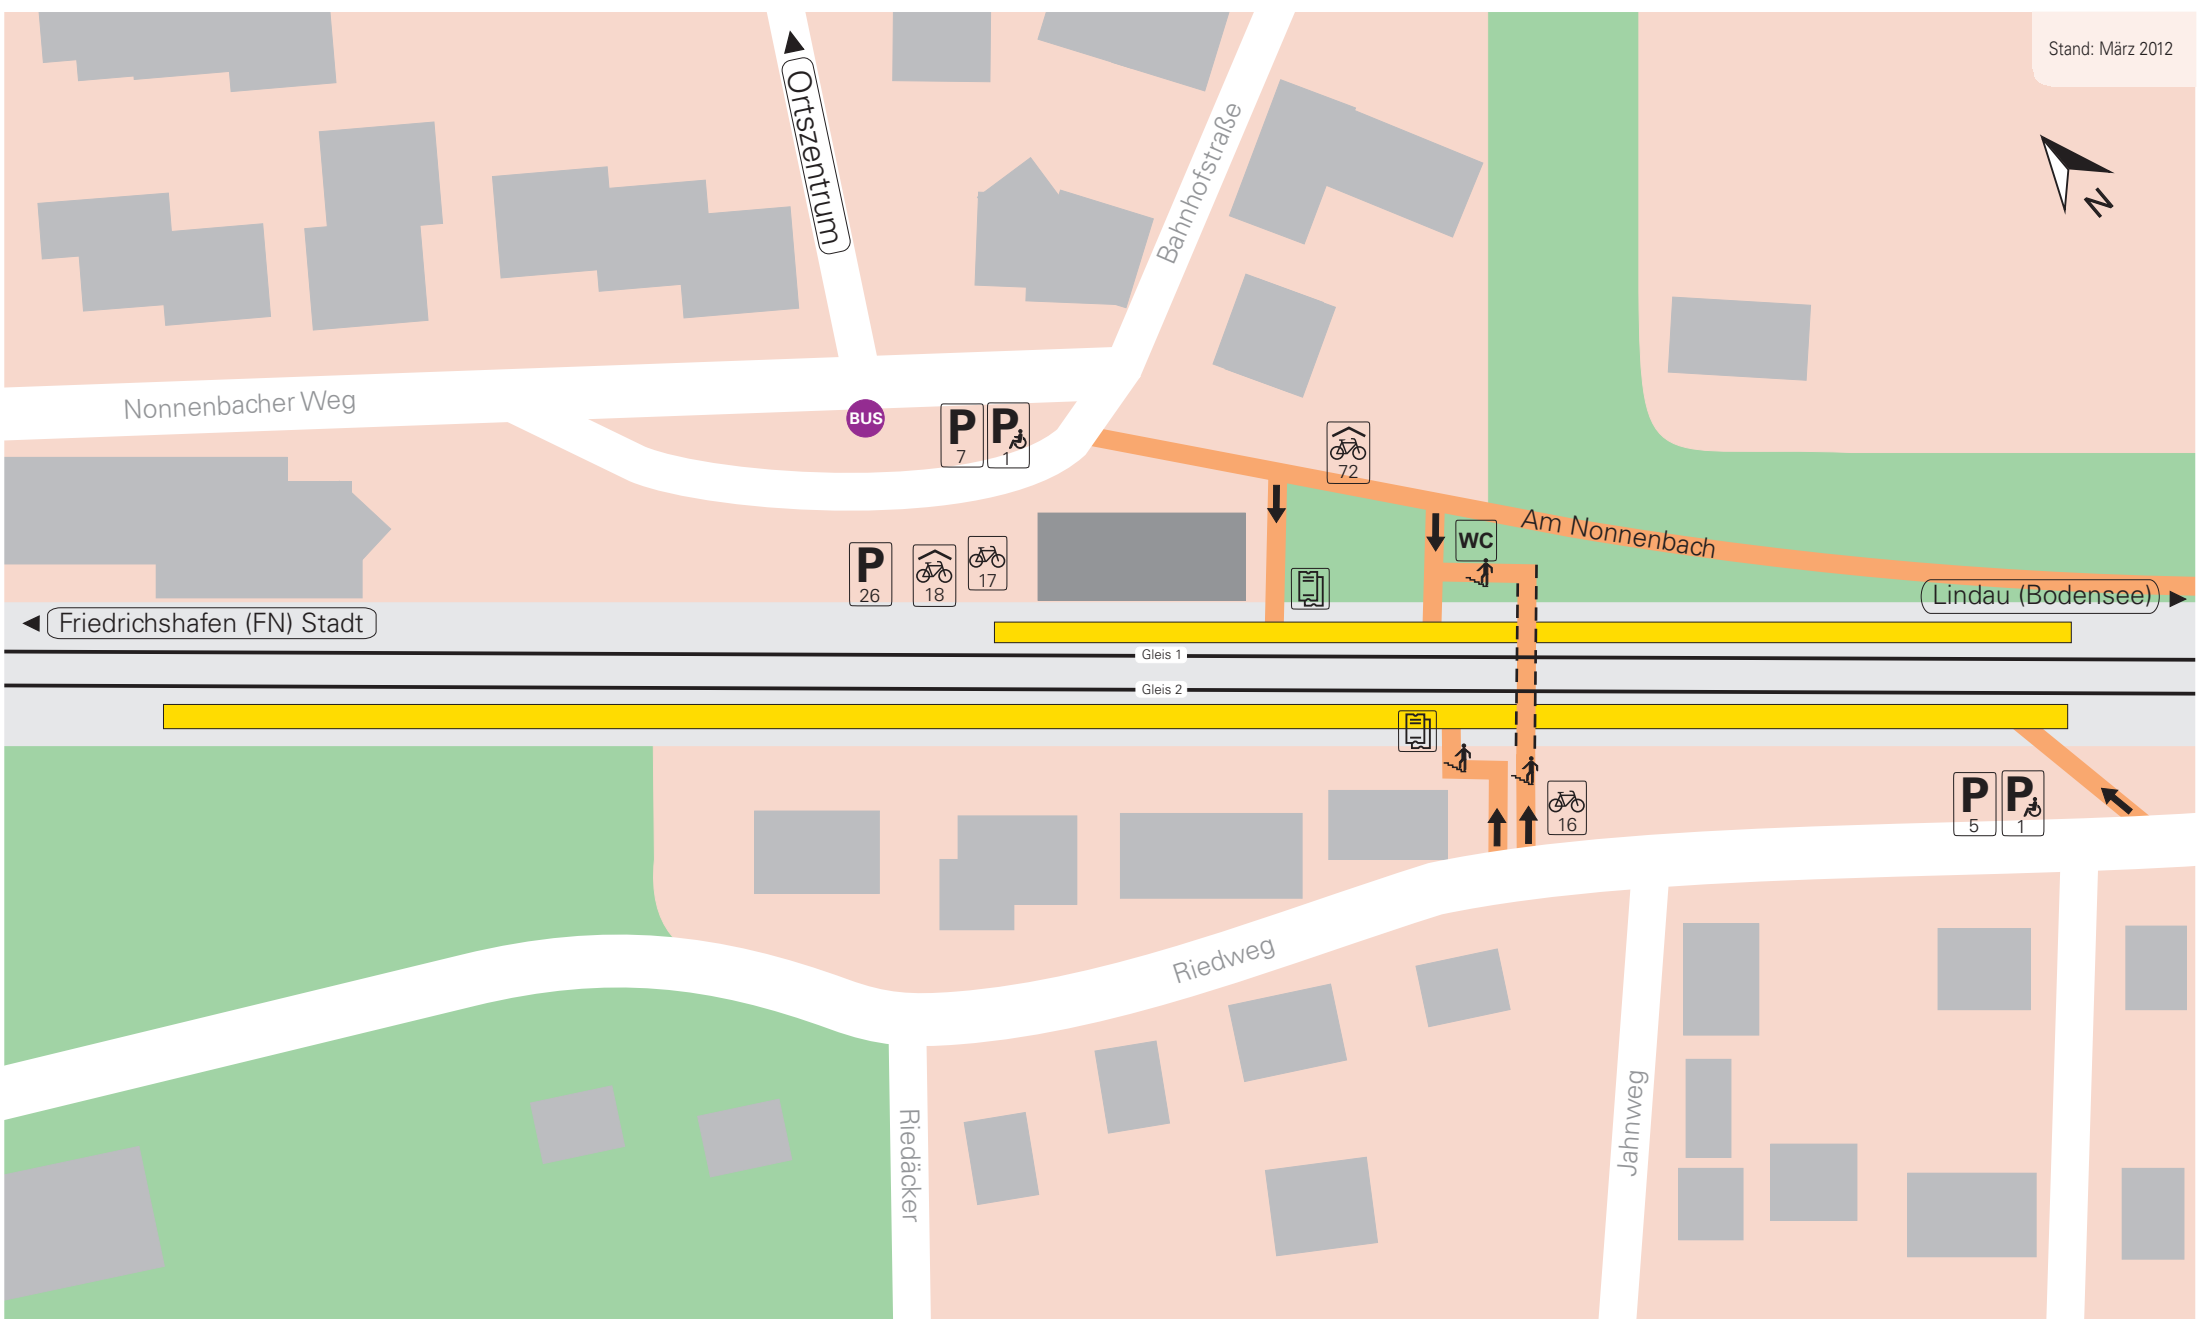 Stand: März 2012
N
Ortszentrum
Bahnhofstraße
Nonnenbacher Weg
BUS
P
7
P
1
72
WC
Am Nonnenbach
P
26
18
17
Friedrichshafen (FN) Stadt
Lindau (Bodensee)
Gleis 1
Gleis 2
P
5
P
1
16
Riedweg
Riedäcker
Jahnweg